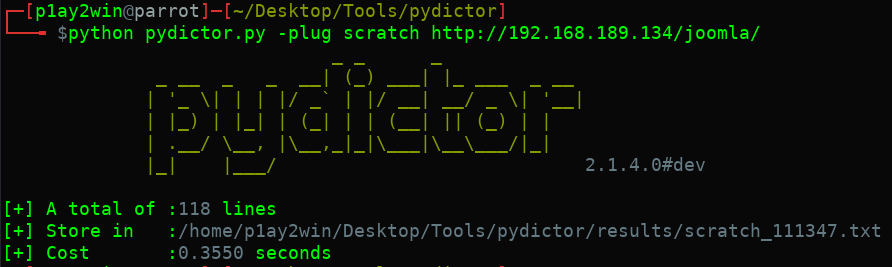 [p1ay2win@parrot]─[~/Desktop/Tools/pydictor]
$python pydictor.py -plug scratch http://192.168.189.134/joomla/
pydictor
2.1.4.0#dev
[+] A total of :118 lines
[+] Store in   :/home/p1ay2win/Desktop/Tools/pydictor/results/scratch_111347.txt
[+] Cost       :0.3550 seconds